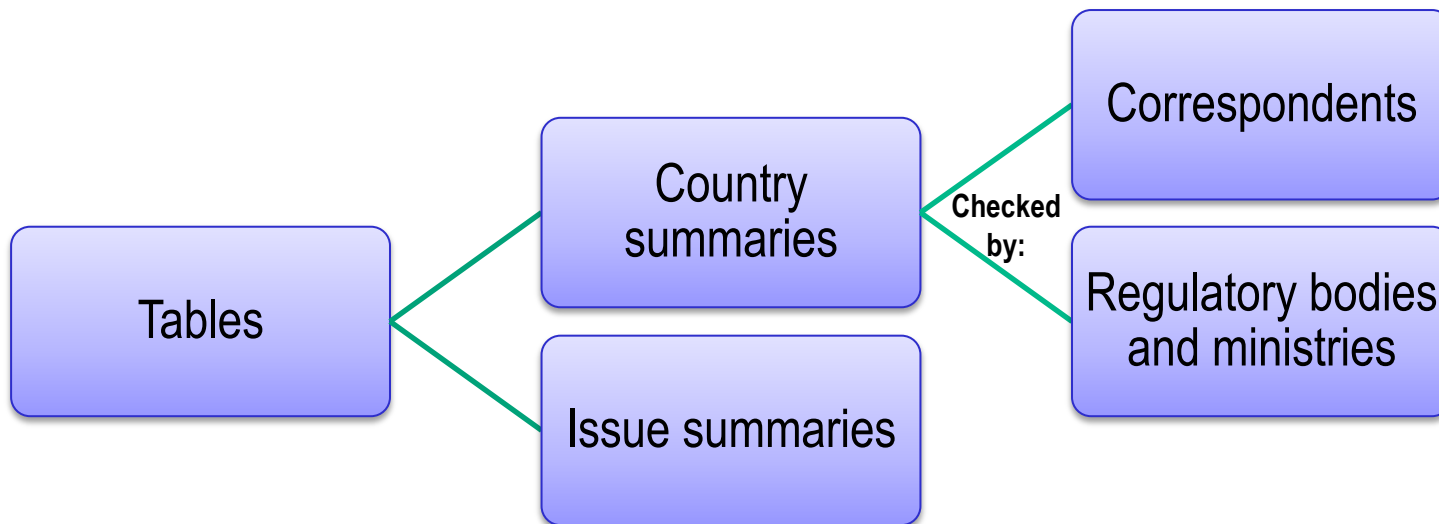 Tables
Country
summaries
Issue summaries
Checked
by:
Correspondents
Regulatory bodies
and ministries